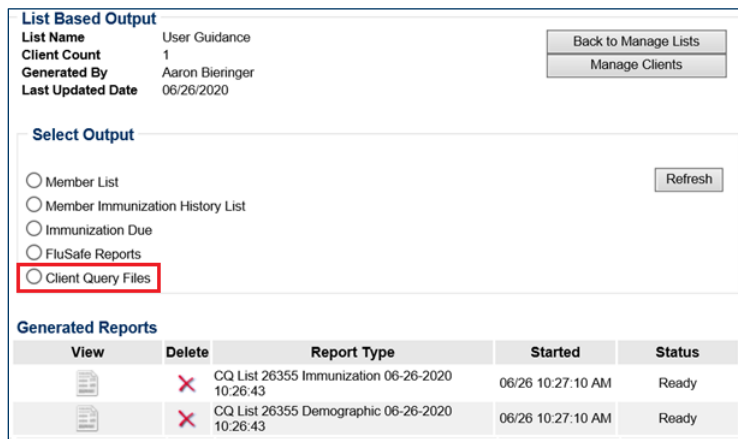 List Based Output
List Name User Guidance
Client Count 1
Generated By Aaron Bieringer
Last Updated Date 06/26/2020
Back to Manage Lists
Manage Clients
Select Output
Member List
Refresh
Member Immunization History List
Immunization Due
FluSafe Reports
Client Query Files
Generated Reports
View Delete Report Type Started Status
CQ List 26355 Immunization 06-26-2020
10:26:43
06/26 10:27:10 AM Ready
CQ List 26355 Demographic 06-26-2020
10:26:43
06/26 10:27:10 AM Ready